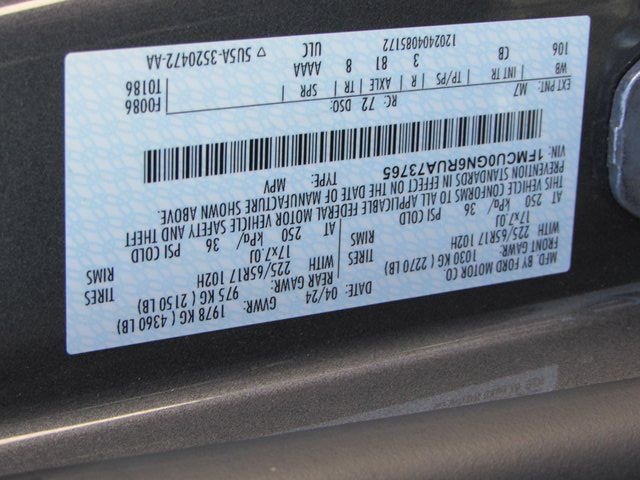 MFD. BY FORD MOTOR CO.
DATE: 04/24 GVWR: 1978 KG ( 4360 LB)
FRONT GAWR: 1030 KG ( 2270 LB) REAR GAWR: 975 KG ( 2150 LB)
WITH 225/65R17 102H TIRES WITH 225/65R17 102H TIRES
17x7.0J RIMS 17x7.0J RIMS
AT 250 kPa/ 36 PSI COLD AT 250 kPa/ 36 PSI COLD
THIS VEHICLE CONFORMS TO ALL APPLICABLE FEDERAL MOTOR VEHICLE SAFETY AND THEFT
PREVENTION STANDARDS IN EFFECT ON THE DATE OF MANUFACTURE SHOWN ABOVE.
VIN: 1FMCU0GN6RUA73765 TYPE: MPV
EXT PNT: M7 RC: 72 DSO: F0086
WB INT TR TP/PS R AXLE TR SPR T0186
106 CB 3 81 8 AAAA
ULC
1202404085172 ▽ 5U5A-3520472-AA